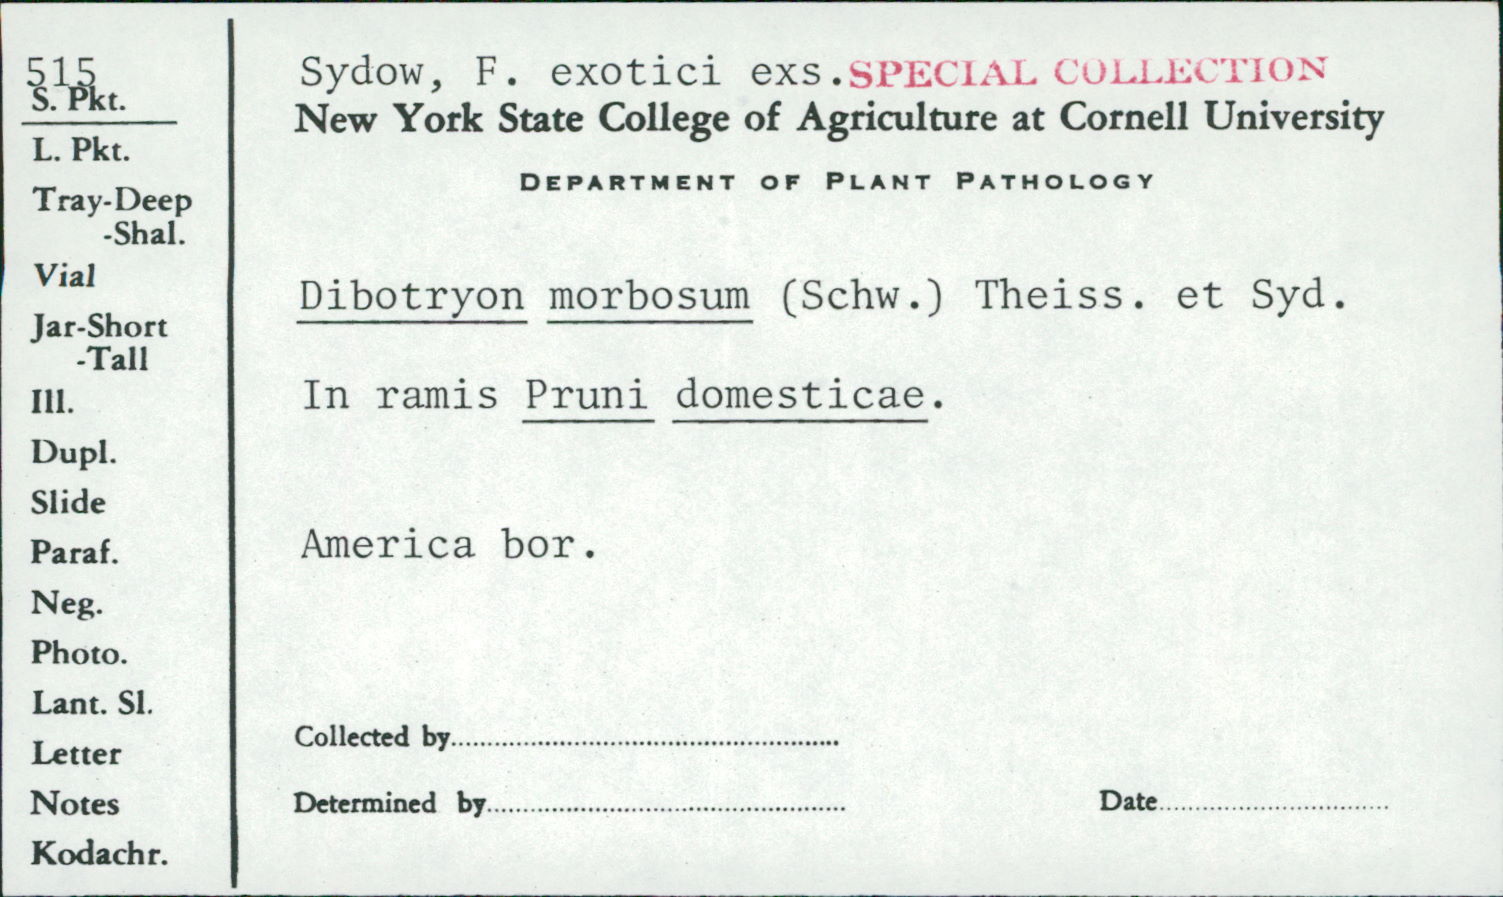 515
S. Pkt.
L. Pkt.
Tray-Deep
-Shal.
Vial
Jar-Short
-Tall
Ill.
Dupl.
Slide
Paraf.
Neg.
Photo.
Lant. Sl.
Letter
Notes
Kodachr.
Sydow, F. exotici exs. SPECIAL COLLECTION
New York State College of Agriculture at Cornell University
DEPARTMENT OF PLANT PATHOLOGY
Dibotryon morbosum (Schw.) Theiss. et Syd.
In ramis Pruni domesticae.
America bor.
Collected by
Determined by
Date